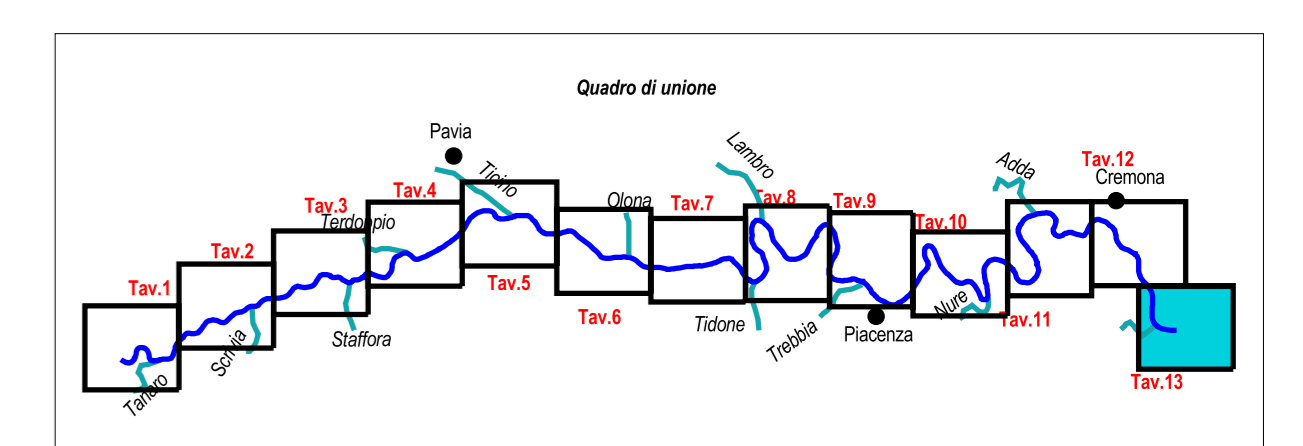 Quadro di unione
Pavia
Ticino
Lambro
Adda
Tav.12
Cremona
Tav.4
Tav.3
Terdoppio
Olona
Tav.7
Tav.8
Tav.9
Tav.10
Tav.2
Tav.1
Tav.5
Tav.6
Tidone
Trebbia
Piacenza
Nure
Tav.11
Staffora
Scrivia
Tanaro
Tav.13